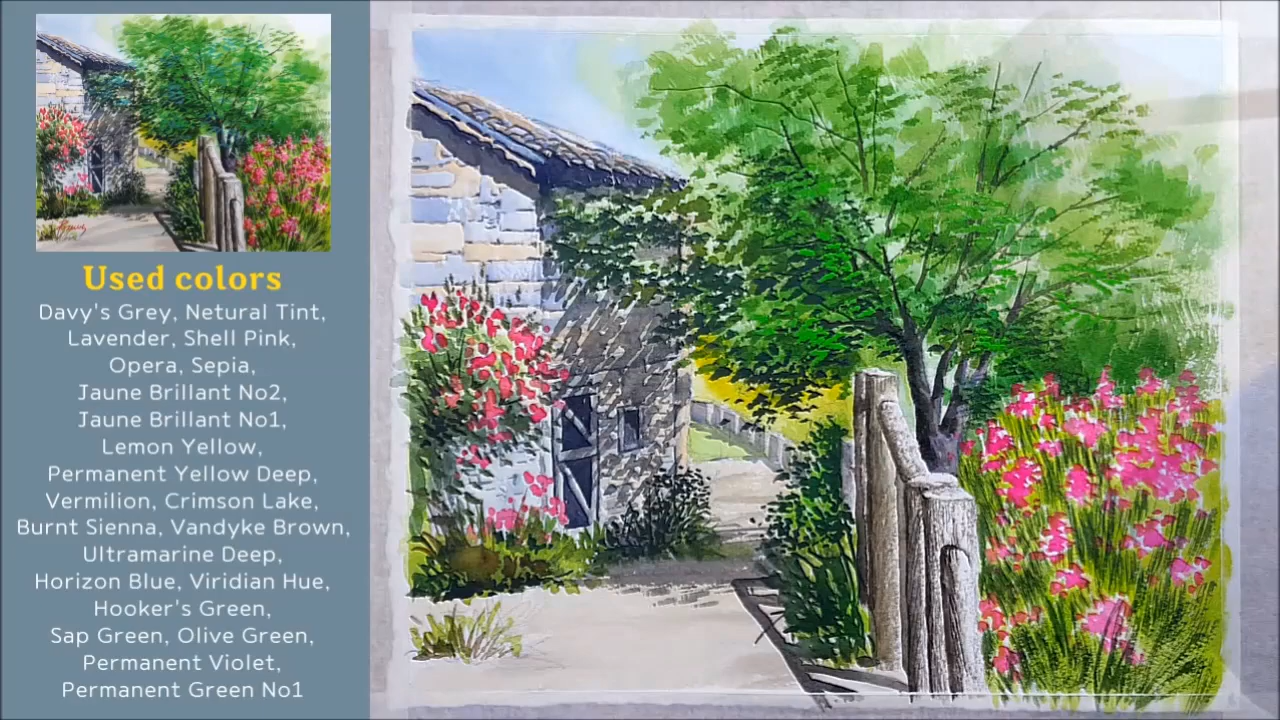 Used colors
Davy's Grey, Netural Tint,
Lavender, Shell Pink,
Opera, Sepia,
Jaune Brillant No2,
Jaune Brillant No1,
Lemon Yellow,
Permanent Yellow Deep,
Vermilion, Crimson Lake,
Burnt Sienna, Vandyke Brown,
Ultramarine Deep,
Horizon Blue, Viridian Hue,
Hooker's Green,
Sap Green, Olive Green,
Permanent Violet,
Permanent Green No1